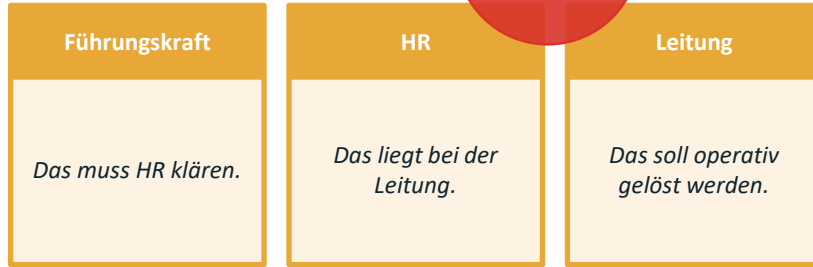 Führungskraft
Das muss HR klären.
HR
Das liegt bei der
Leitung.
Leitung
Das soll operativ
gelöst werden.